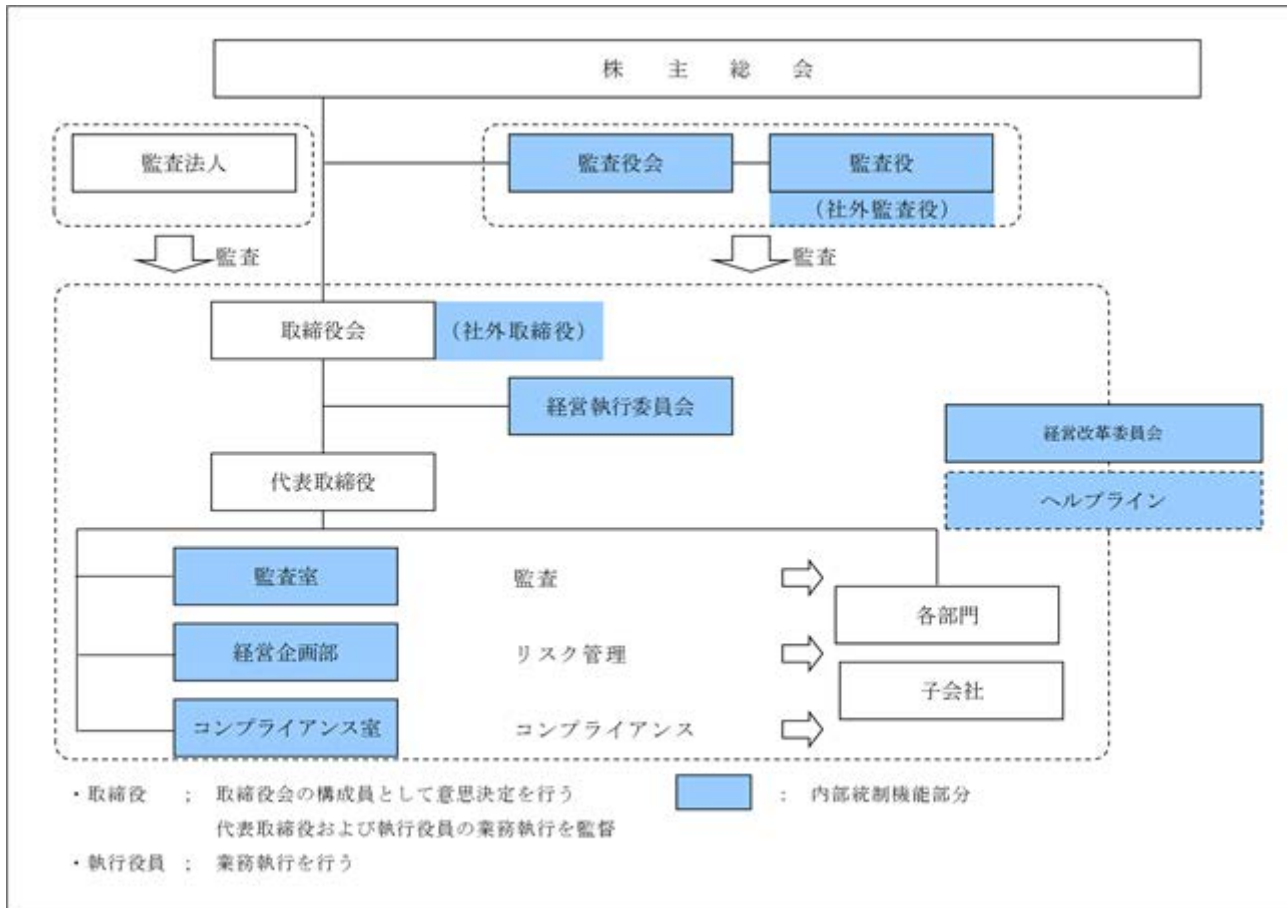 株 主 総 会
監査法人
監査役会
監査役
(社外監査役)
監査
監査
取締役会
(社外取締役)
経営執行委員会
経営改革委員会
代表取締役
ヘルプライン
監査室
監査
各部門
経営企画部
リスク管理
子会社
コンプライアンス室
コンプライアンス
・取締役 ; 取締役会の構成員として意思決定を行う
: 内部統制機能部分
代表取締役および執行役員の業務執行を監督
・執行役員 ; 業務執行を行う